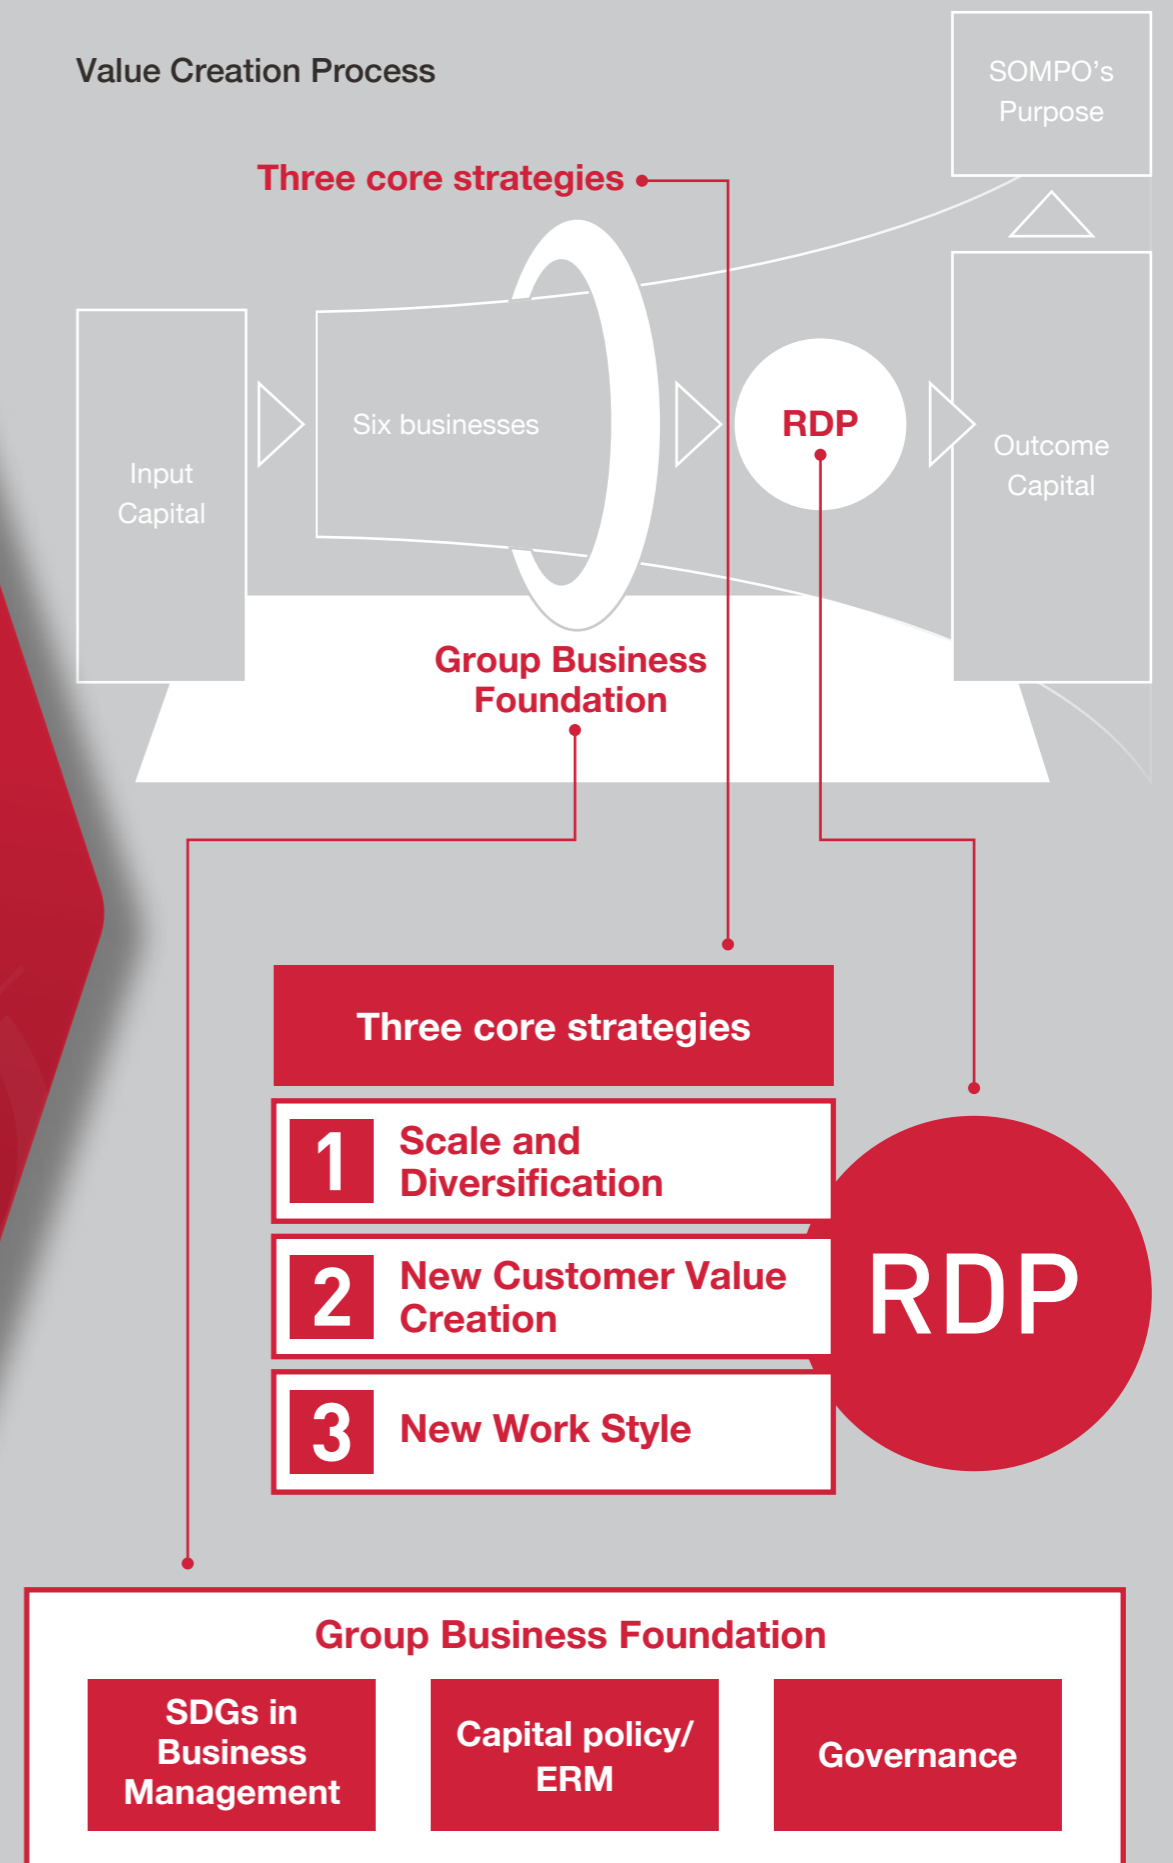 Value Creation Process
SOMPO's
Purpose
Three core strategies
Six businesses
RDP
Input
Capital
Outcome
Capital
Group Business
Foundation
Three core strategies
1
Scale and
Diversification
2
New Customer Value
Creation
3
New Work Style
RDP
Group Business Foundation
SDGs in
Business
Management
Capital policy/
ERM
Governance